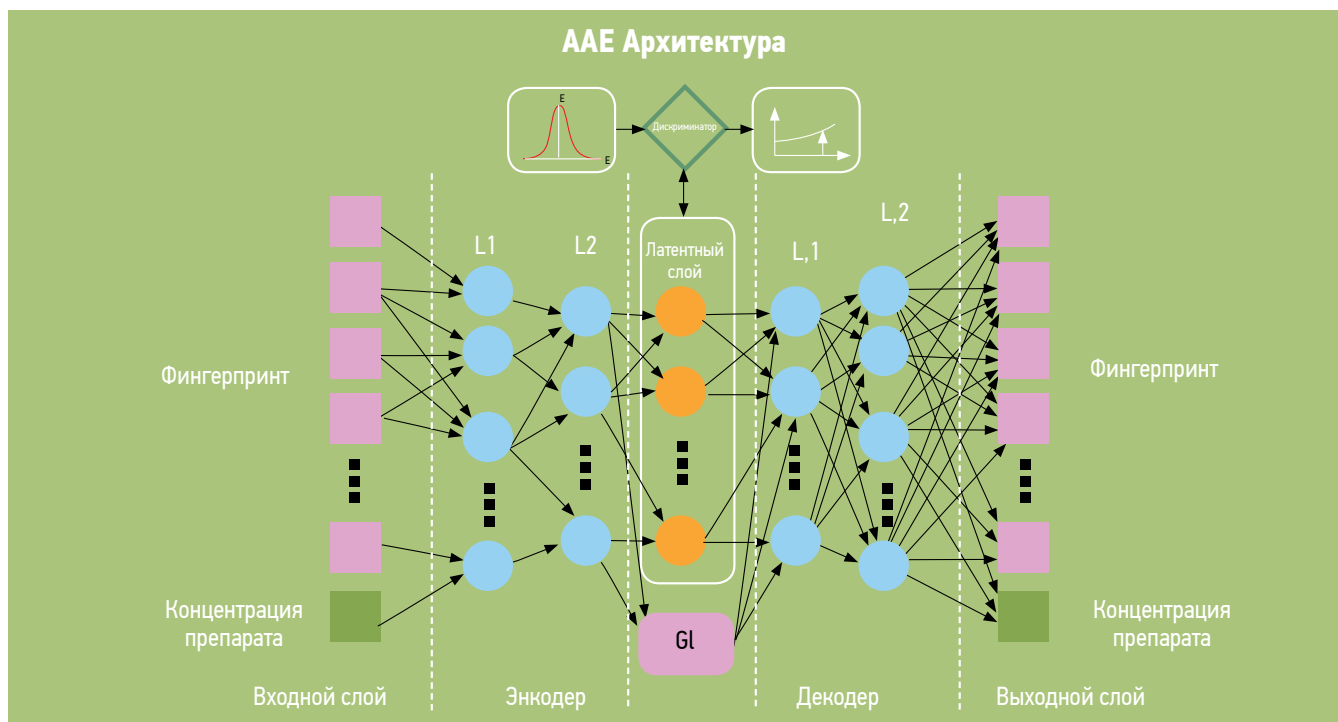 ААЕ Архитектура
E
E
Дискриминатор
L1
L2
Латентный
слой
L,1
L,2
Фингерпринт
Фингерпринт
Концентрация
препарата
Gl
Концентрация
препарата
Входной слой
Энкодер
Декодер
Выходной слой